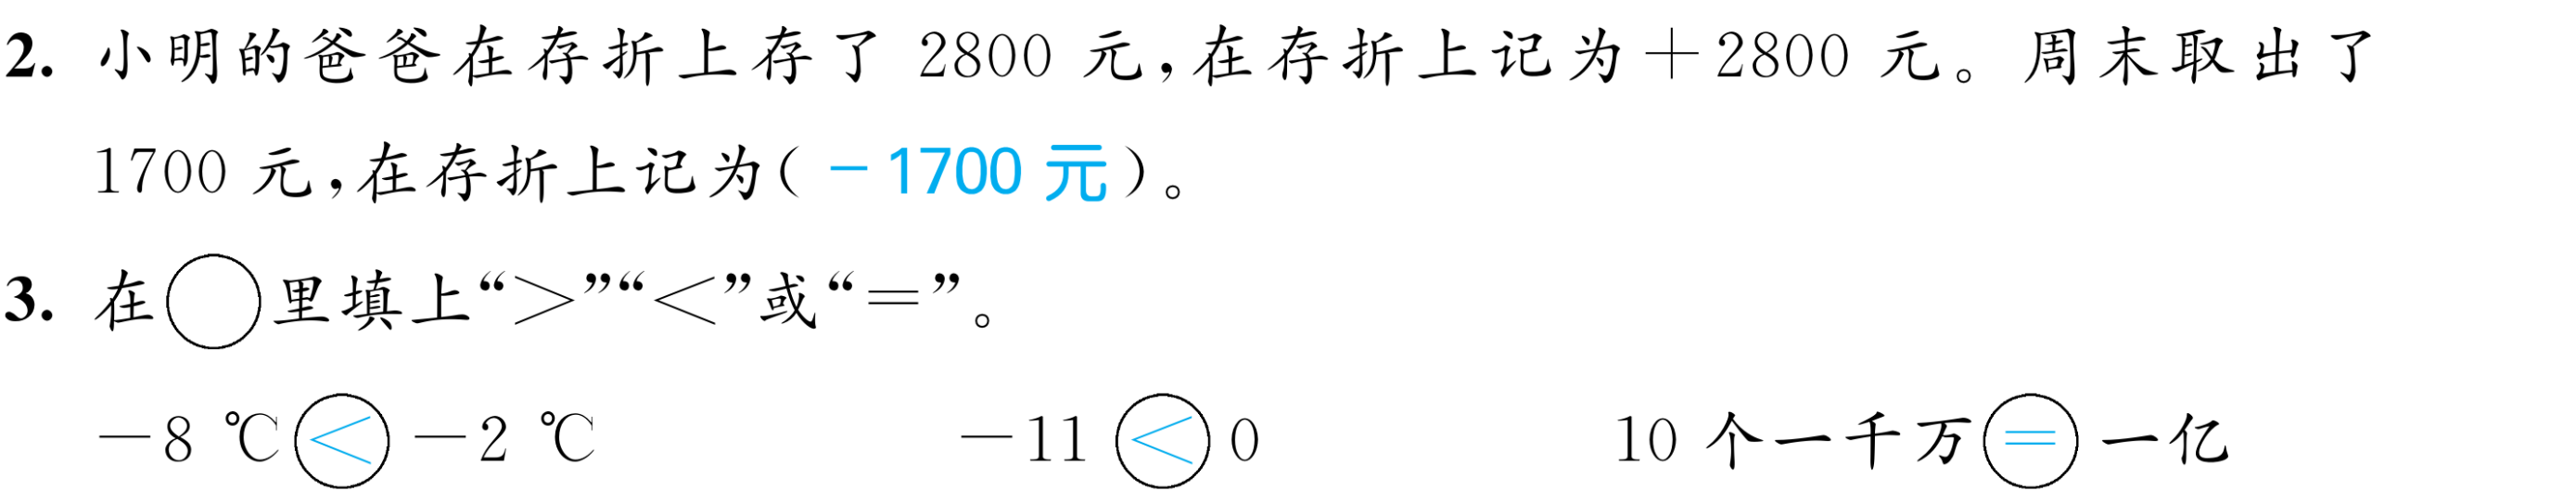 2. 小明的爸爸在存折上存了 2800 元,在存折上记为+2800 元。周末取出了
1700 元,在存折上记为(－1700 元)。
3. 在○里填上“>”“<”或“=”。
－8 ℃<－2 ℃ －11<0 10 个一千万=一亿